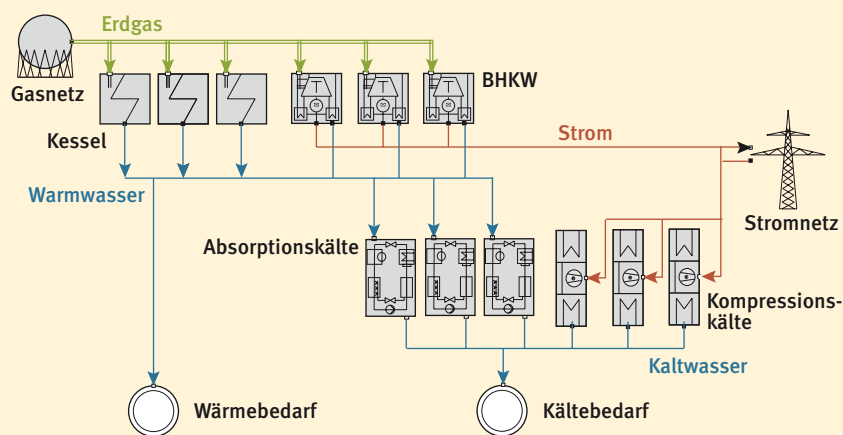 Erdgas
Gasnetz
BHKW
Kessel
Strom
Warmwasser
Stromnetz
Absorptionskälte
Kompressions-
kälte
Kaltwasser
Wärmebedarf
Kältebedarf